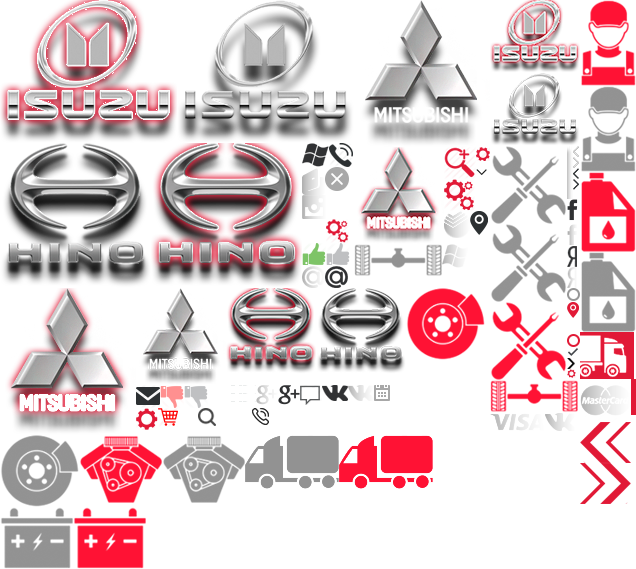 ISUZU
ISUZU
MITSUBISHI
ISUZU
ISUZU
HINO
HINO
MITSUBISHI
f
f
Я
@
@
MITSUBISHI
MITSUBISHI
HINO
HINO
g+
g+
MasterCard
VISA